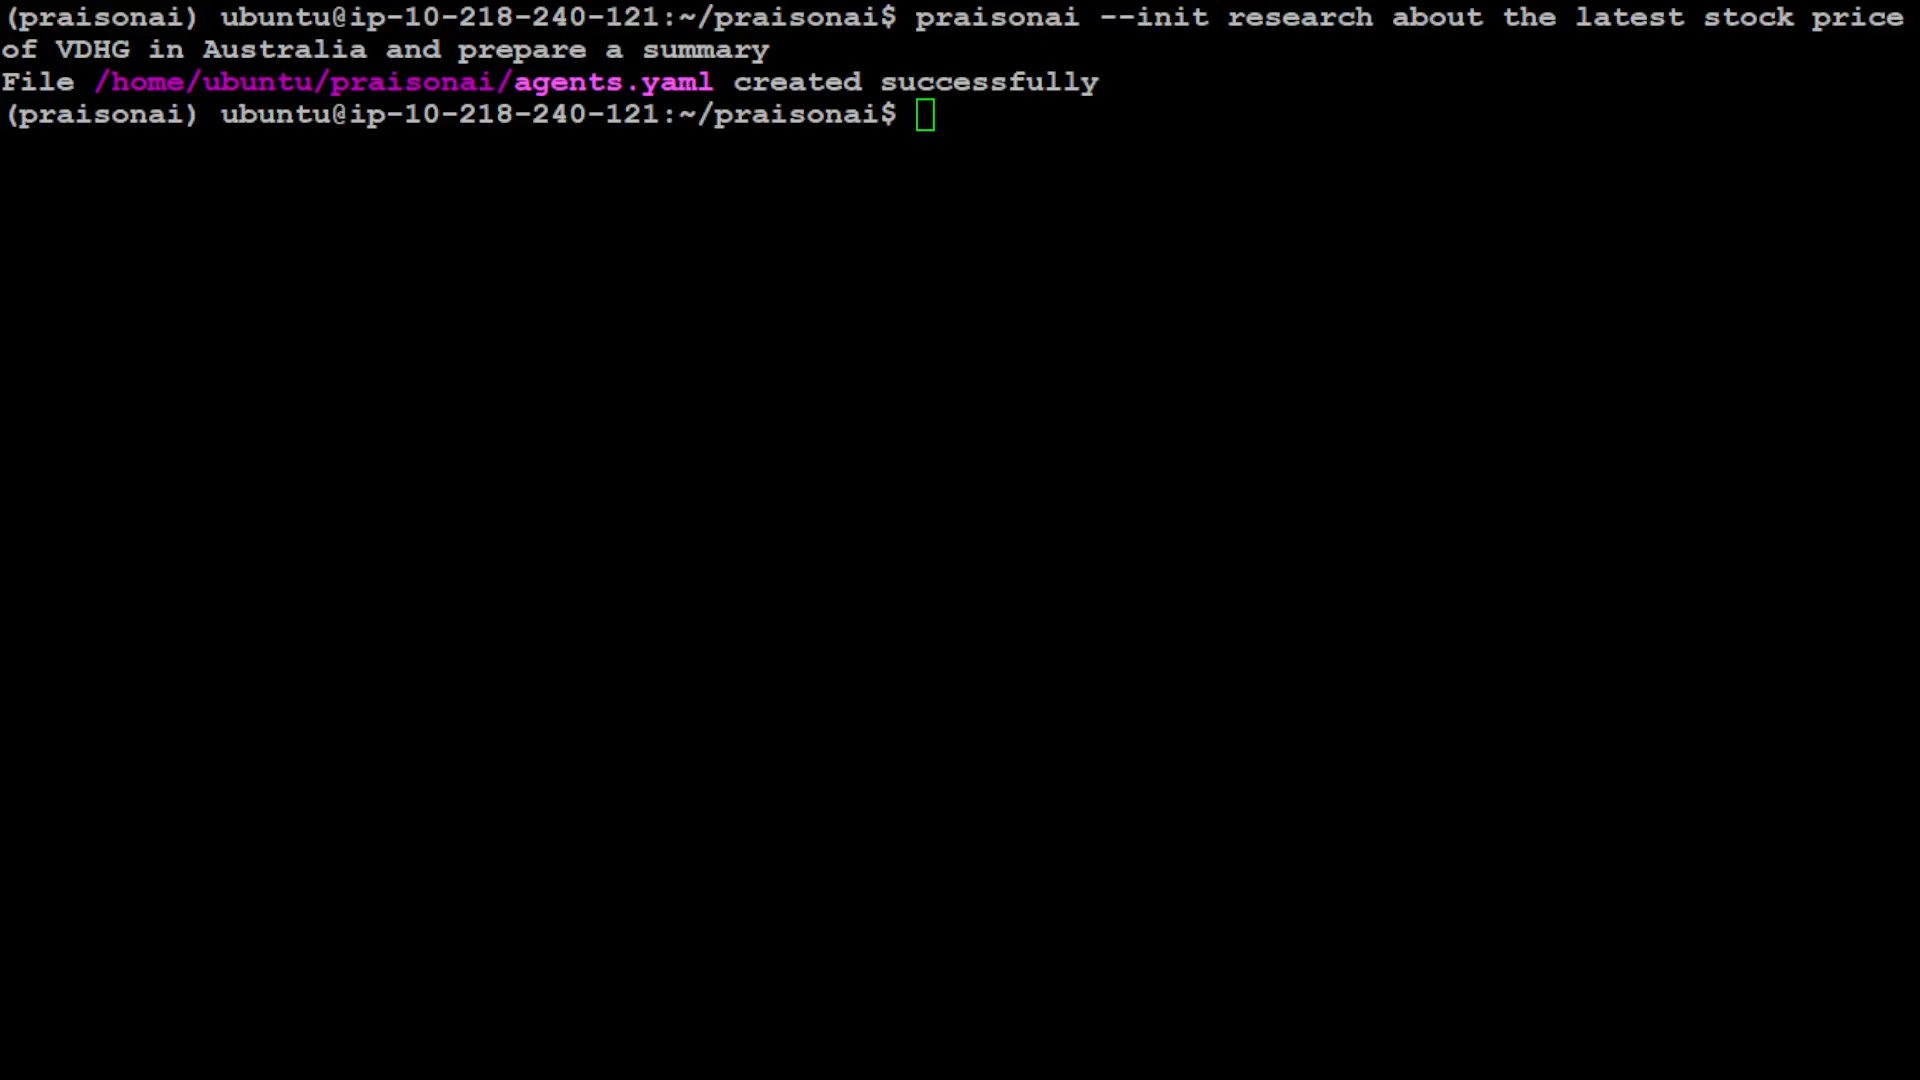 (praisonai) ubuntu@ip-10-218-240-121:~/praisonai$ praisonai --init research about the latest stock price
of VDHG in Australia and prepare a summary
File /home/ubuntu/praisonai/agents.yaml created successfully
(praisonai) ubuntu@ip-10-218-240-121:~/praisonai$